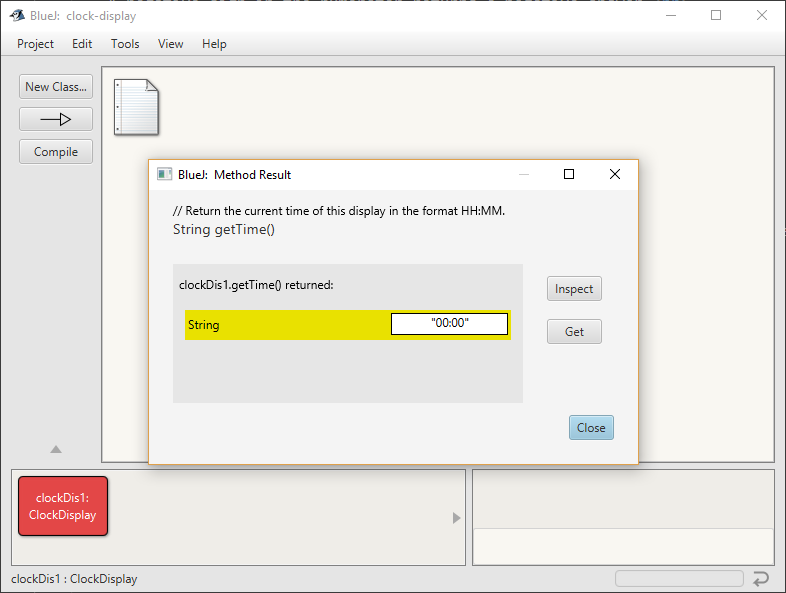 BlueJ: clock-display
Project Edit Tools View Help
New Class...
Compile
BlueJ: Method Result
// Return the current time of this display in the format HH:MM.
String getTime()
clockDis1.getTime() returned:
String "00:00"
Inspect
Get
Close
clockDis1:
ClockDisplay
clockDis1 : ClockDisplay